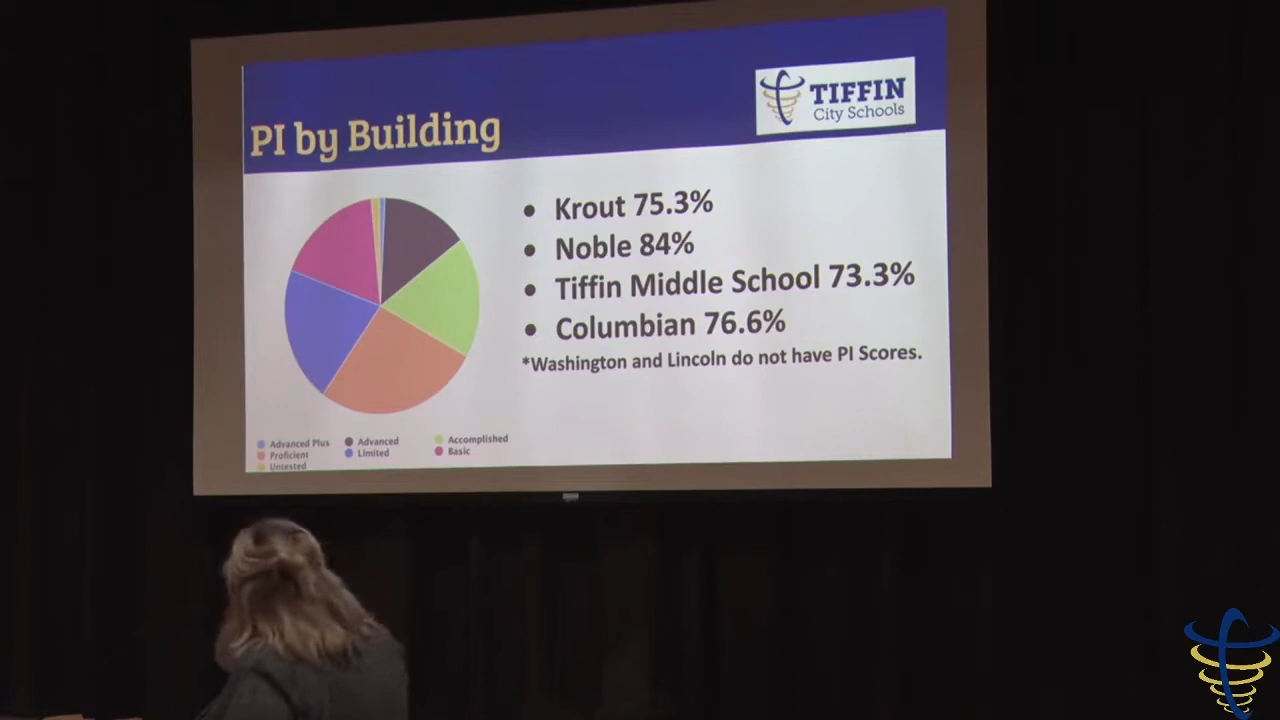 TIFFIN
City Schools
PI by Building
• Krout 75.3%
• Noble 84%
• Tiffin Middle School 73.3%
• Columbian 76.6%
*Washington and Lincoln do not have PI Scores.
Advanced Plus Advanced Accomplished
Proficient Limited Basic
Untested